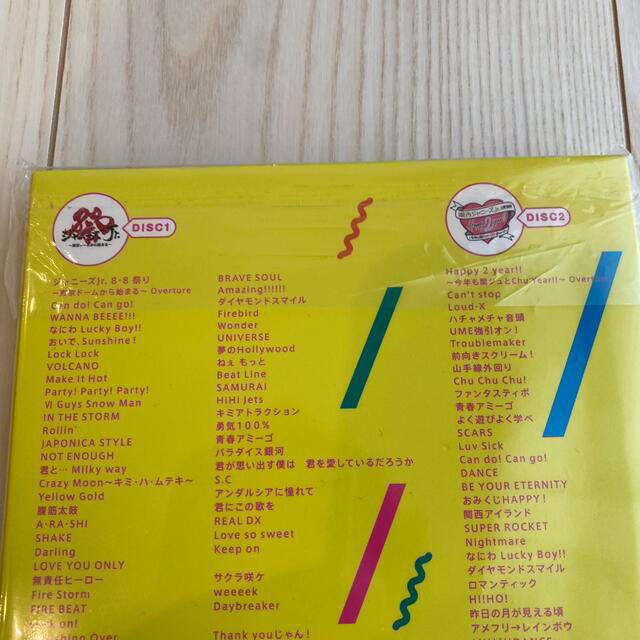 DISC1
ジャニーズJr. 8・8 祭り
〜東京ドームから始まる〜 Overture
Can do! Can go!
WANNA BEEEE!!!
なにわ Lucky Boy!!
おいで、Sunshine!
Lock Lock
VOLCANO
Make It Hot
Party! Party! Party!
VI Guys Snow Man
IN THE STORM
Rollin'
JAPONICA STYLE
NOT ENOUGH
君と… Milky way
Crazy Moon〜キミ・ハ・ムテキ〜
Yellow Gold
腹筋太鼓
A・RA・SHI
SHAKE
Darling
LOVE YOU ONLY
無責任ヒーロー
Fire Storm
FIRE BEAT
on!
Over
BRAVE SOUL
Amazing!!!!!!
ダイヤモンドスマイル
Firebird
Wonder
UNIVERSE
夢のHollywood
ねぇ もっと
Beat Line
SAMURAI
HiHi Jets
キミアトラクション
勇気100%
青春アミーゴ
パラダイス銀河
君が思い出す僕は 君を愛しているだろうか
S.C
アンダルシアに憧れて
君にこの歌を
REAL DX
Love so sweet
Keep on
サクラ咲ケ
weeeek
Daybreaker
Thank youじゃん!
DISC2
Happy 2 year!!
〜今年も関ジュとChu Year!!〜 Overture
Can't stop
Loud-X
ハチャメチャ音頭
UME強引オン!
Troublemaker
前向きスクリーム!
山手線外回り
Chu Chu Chu!
ファンタスティポ
青春アミーゴ
よく遊びよく学べ
SCARS
Luv Sick
Can do! Can go!
DANCE
BE YOUR ETERNITY
おみくじHAPPY!
関西アイランド
SUPER ROCKET
Nightmare
なにわ Lucky Boy!!
ダイヤモンドスマイル
ロマンティック
HI!HO!
昨日の月が見える頃
アメフリ→レインボウ